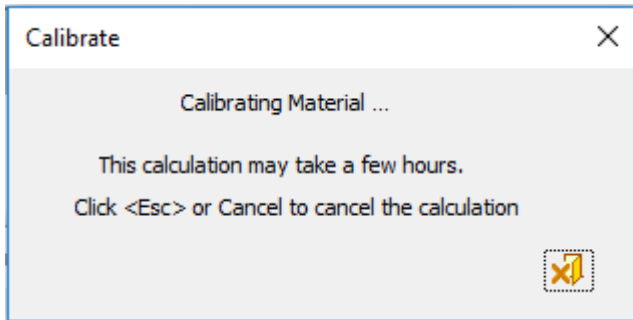 Calibrate
Calibrating Material ...
This calculation may take a few hours.
Click <Esc> or Cancel to cancel the calculation